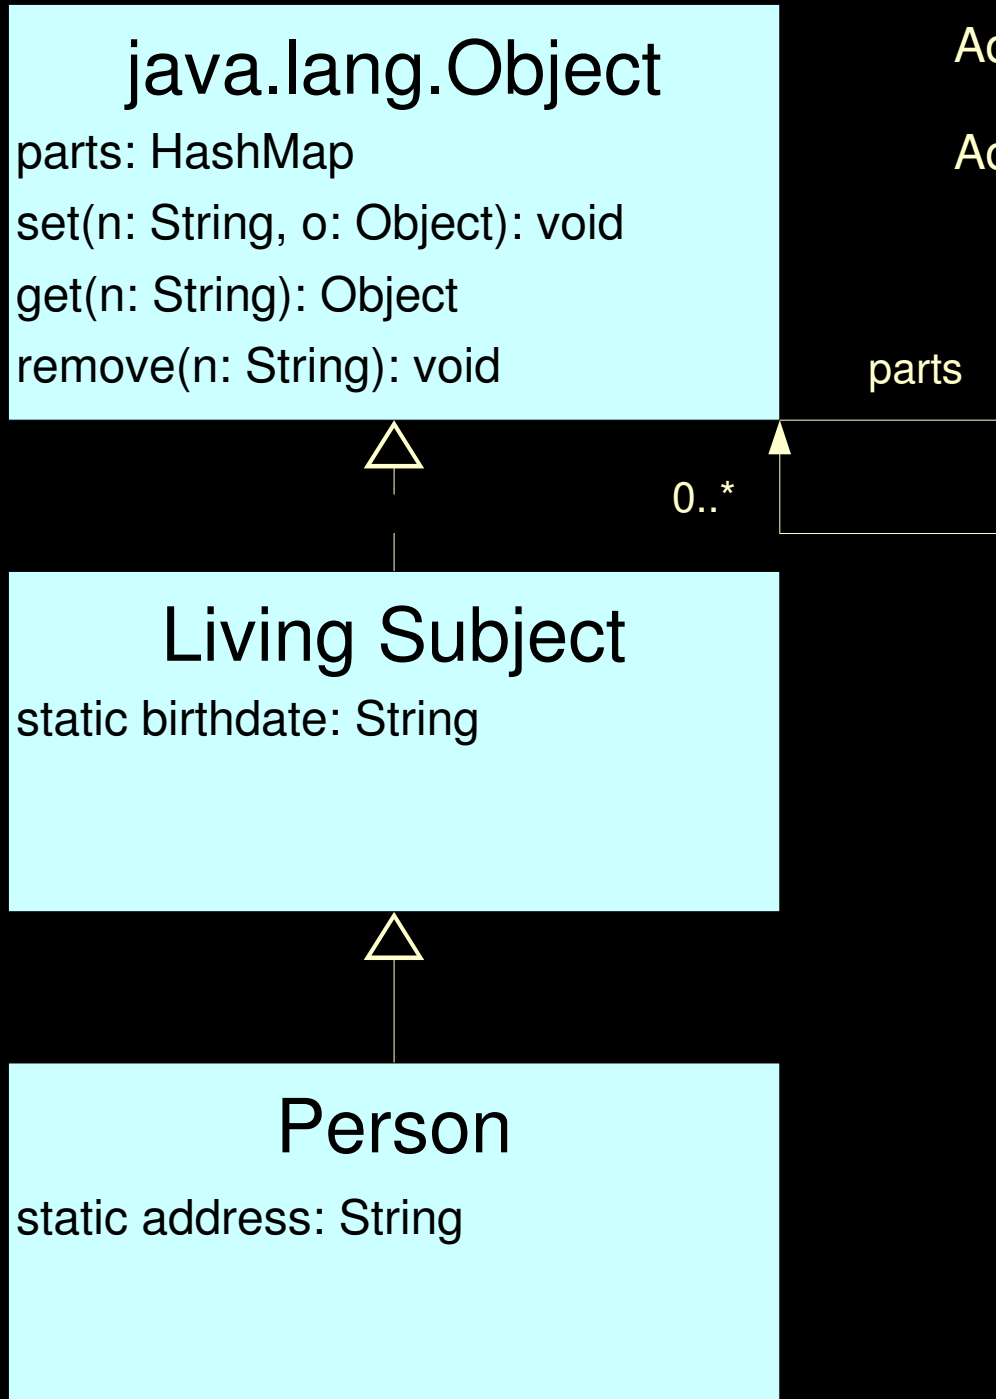 java.lang.Object
parts: HashMap
set(n: String, o: Object): void
get(n: String): Object
remove(n: String): void
parts
0..*
Living Subject
static birthdate: String
Person
static address: String